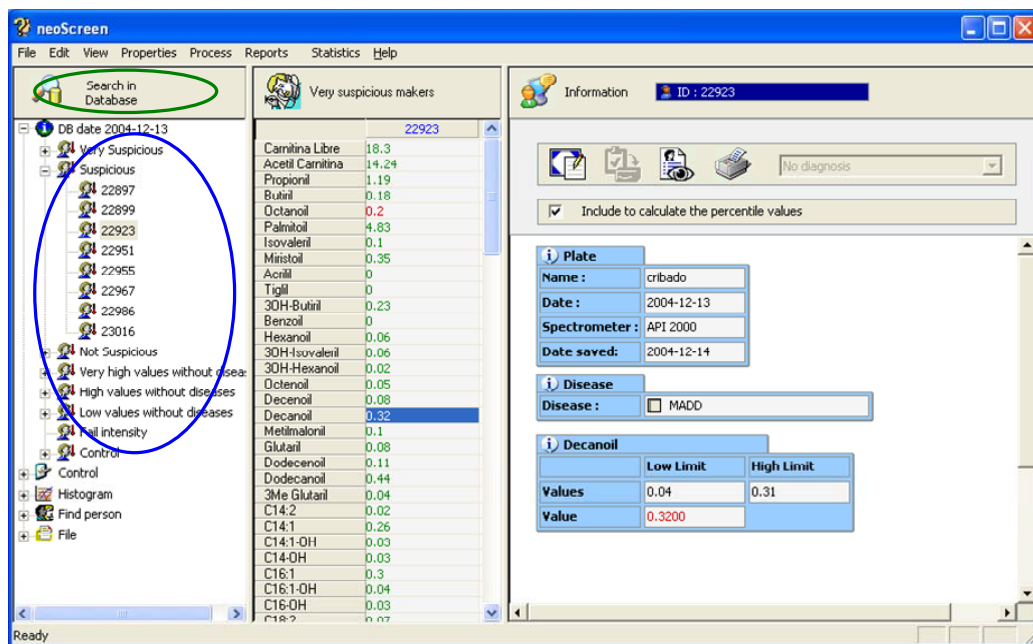 neoScreen
File Edit View Properties Process Reports Statistics Help
Search in
Database
DB date 2004-12-13
Very Suspicious
Suspicious
22897
22899
22923
22951
22955
22967
22986
23016
Not Suspicious
Very high values without disea
High values without diseases
Low values without diseases
Fail intensity
Control
Control
Histogram
Find person
File
Very suspicious makers
22923
Carnitina Libre 18.3
Acetil Carnitina 14.24
Propionil 1.19
Butiril 0.18
Octanoil 0.2
Palmitoil 4.83
Isovaleril 0.1
Miristoil 0.35
Acrilil 0
Tiglil 0
3OH-Butiril 0.23
Benzoil 0
Hexanoil 0.06
3OH-Isovaleril 0.06
3OH-Hexanoil 0.02
Octenoil 0.05
Decenoil 0.08
Decanoil 0.32
Metilmalonil 0.1
Glutaril 0.08
Dodecenoil 0.11
Dodecanoil 0.44
3Me Glutaril 0.04
C14:2 0.02
C14:1 0.26
C14:1-OH 0.03
C14-OH 0.03
C16:1 0.3
C16:1-OH 0.04
C16-OH 0.03
C18:2 0.07
Information ID : 22923
No diagnosis
Include to calculate the percentile values
Plate
Name : cribado
Date : 2004-12-13
Spectrometer : API 2000
Date saved: 2004-12-14
Disease
Disease : MADD
Decanoil
Low Limit High Limit
Values 0.04 0.31
Value 0.3200
Ready